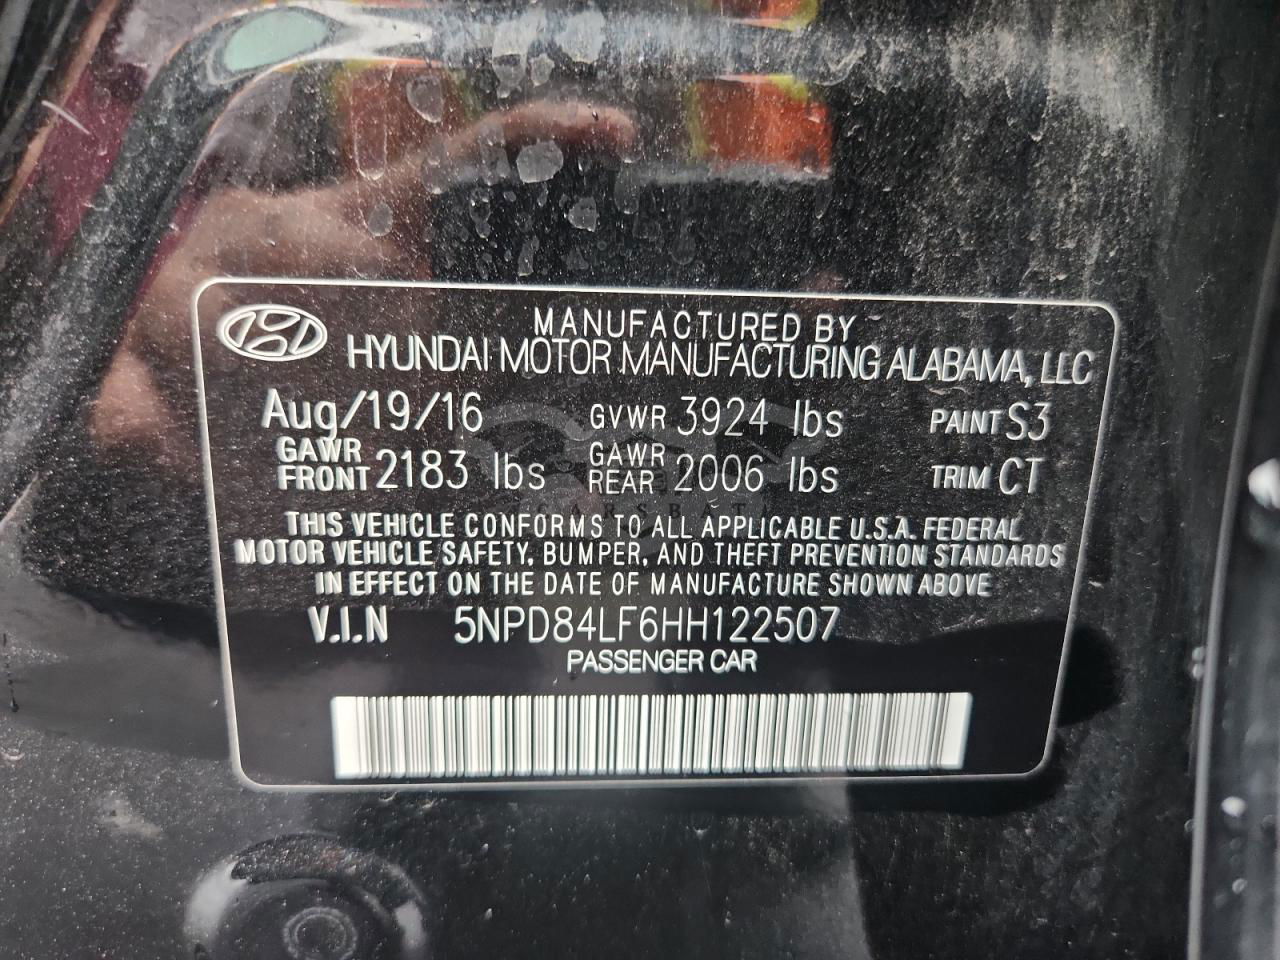 MANUFACTURED BY
HYUNDAI MOTOR MANUFACTURING ALABAMA, LLC
Aug/19/16 GVWR 3924 lbs PAINT S3
GAWR FRONT 2183 lbs GAWR REAR 2006 lbs TRIM CT
THIS VEHICLE CONFORMS TO ALL APPLICABLE U.S.A. FEDERAL
MOTOR VEHICLE SAFETY, BUMPER, AND THEFT PREVENTION STANDARDS
IN EFFECT ON THE DATE OF MANUFACTURE SHOWN ABOVE
V.I.N 5NPD84LF6HH122507
PASSENGER CAR
CARSBAT